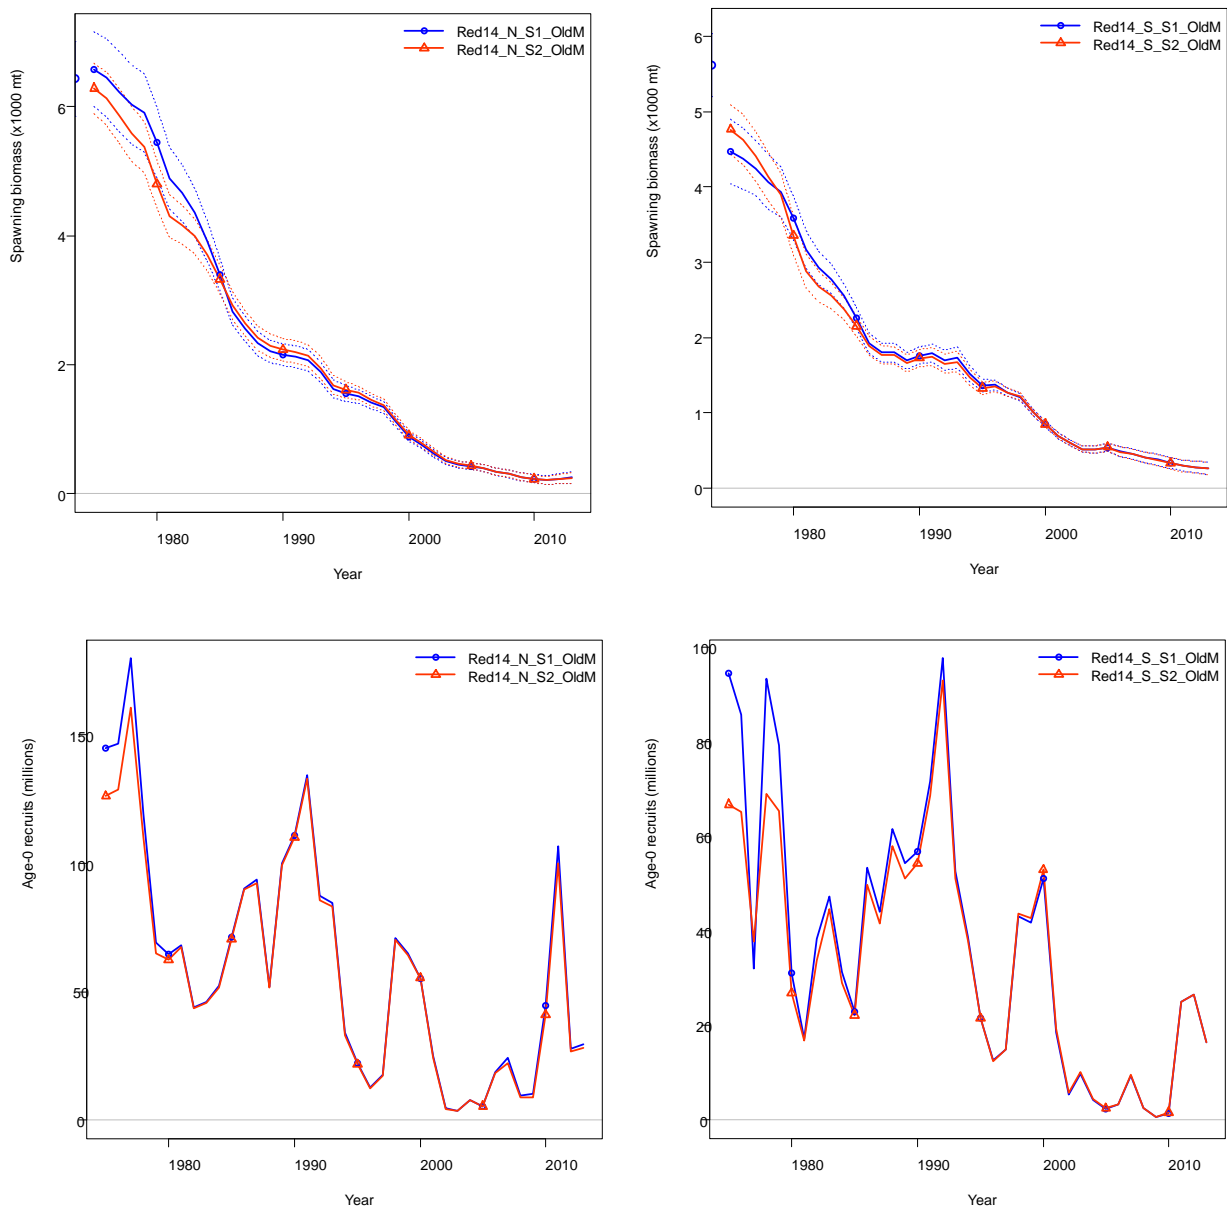 Red14_N_S1_OldM
Red14_N_S2_OldM
Spawning biomass (x1000 mt)
6
4
2
0
1980
1990
2000
2010
Year
Red14_S_S1_OldM
Red14_S_S2_OldM
Spawning biomass (x1000 mt)
6
5
4
3
2
1
0
1980
1990
2000
2010
Year
Red14_N_S1_OldM
Red14_N_S2_OldM
Age-0 recruits (millions)
150
100
50
0
1980
1990
2000
2010
Year
Red14_S_S1_OldM
Red14_S_S2_OldM
Age-0 recruits (millions)
100
80
60
40
20
0
1980
1990
2000
2010
Year